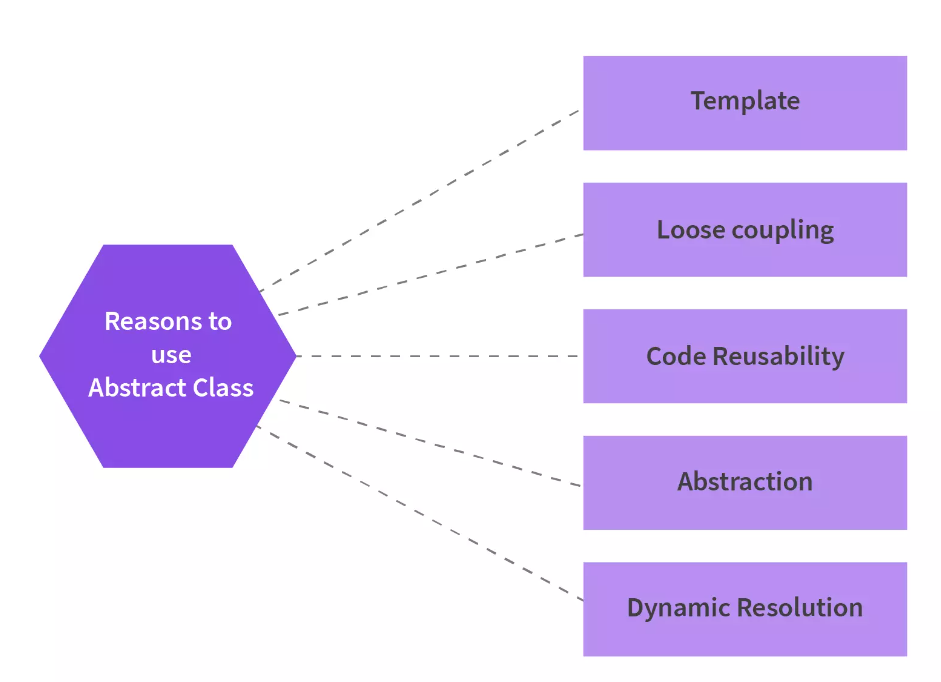 Reasons to
use
Abstract Class
Template
Loose coupling
Code Reusability
Abstraction
Dynamic Resolution